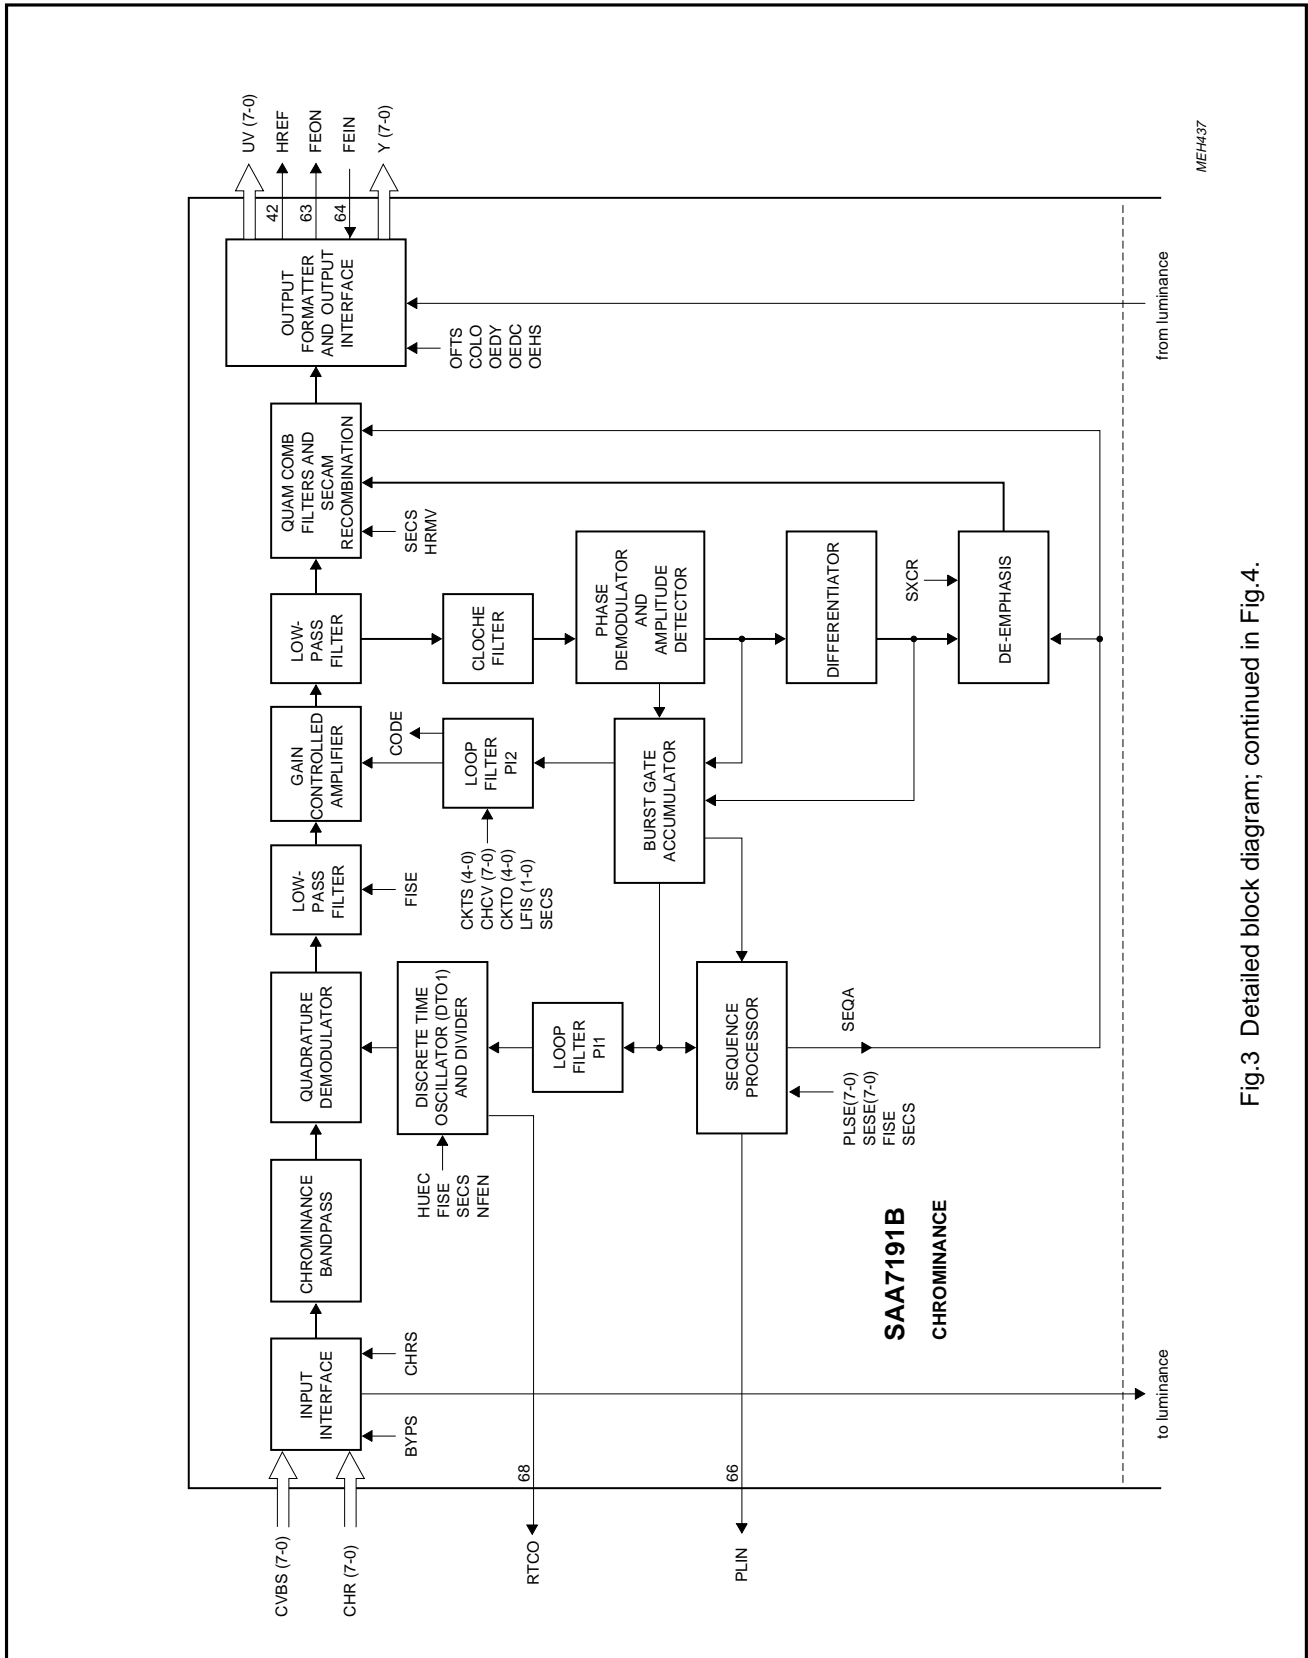 CVBS (7-0)
CHR (7-0)
INPUT
INTERFACE
BYPS
CHRS
CHROMINANCE
BANDPASS
QUADRATURE
DEMODULATOR
LOW-
PASS
FILTER
FISE
GAIN
CONTROLLED
AMPLIFIER
LOW-
PASS
FILTER
QUAM COMB
FILTERS AND
SECAM
RECOMBINATION
SECS
HRMV
OUTPUT
FORMATTER
AND OUTPUT
INTERFACE
OFTS
COLO
OEDY
OEDC
OEHS
UV (7-0)
42
HREF
63
FEON
64
FEIN
Y (7-0)
HUEC
FISE
SECS
NFEN
DISCRETE TIME
OSCILLATOR (DTO1)
AND DIVIDER
CODE
LOOP
FILTER
PI2
CKTS (4-0)
CHCV (7-0)
CKTO (4-0)
LFIS (1-0)
SECS
CLOCHE
FILTER
68
RTCO
LOOP
FILTER
PI1
BURST GATE
ACCUMULATOR
PHASE
DEMODULATOR
AND
AMPLITUDE
DETECTOR
66
PLIN
SEQUENCE
PROCESSOR
PLSE(7-0)
SESE(7-0)
FISE
SECS
SEQA
DIFFERENTIATOR
SXCR
DE-EMPHASIS
SAA7191B
CHROMINANCE
to luminance
from luminance
MEH437
Fig.3 Detailed block diagram; continued in Fig.4.